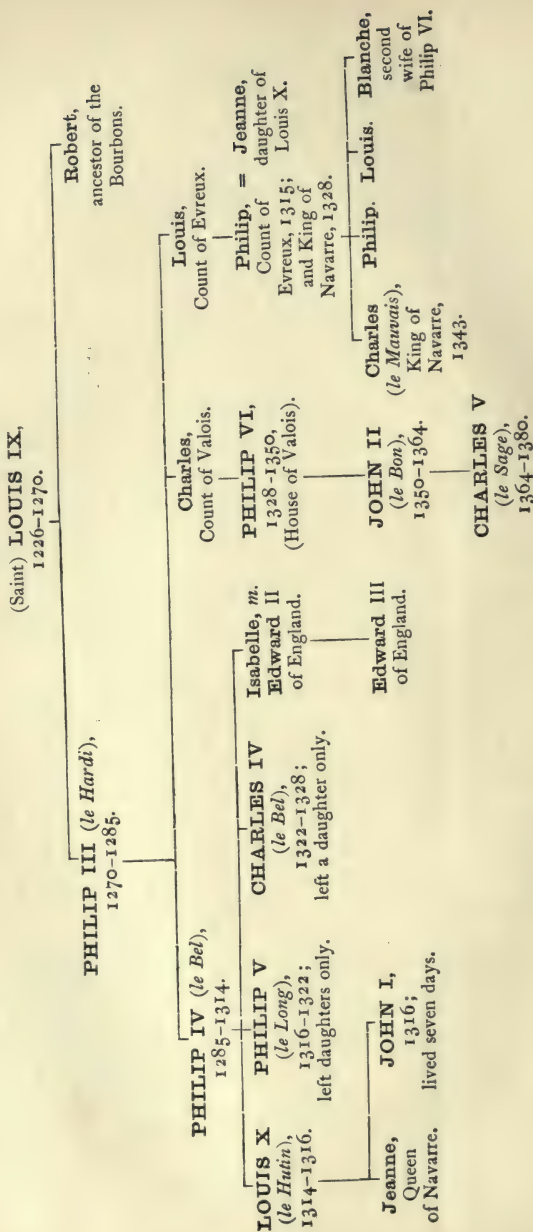 (Saint) LOUIS IX,
1226–1270.
PHILIP III (le Hardi),
1270–1285.
Robert,
ancestor of the
Bourbons.
PHILIP IV (le Bel),
1285–1314.
Charles,
Count of Valois.
Louis,
Count of Evreux.
LOUIS X
(le Hutin),
1314–1316.
PHILIP V
(le Long),
1316–1322;
left daughters only.
CHARLES IV
(le Bel),
1322–1328;
left a daughter only.
Isabelle, m.
Edward II
of England.
PHILIP VI,
1328–1350,
(House of Valois).
Philip, = Jeanne,
Count of daughter of
Evreux, 1315; Louis X.
and King of
Navarre, 1328.
Jeanne,
Queen
of Navarre.
JOHN I,
1316;
lived seven days.
Edward III
of England.
JOHN II
(le Bon),
1350–1364.
Charles
(le Mauvais),
King of
Navarre,
1343.
Philip.
Louis.
Blanche,
second
wife of
Philip VI.
CHARLES V
(le Sage),
1364–1380.